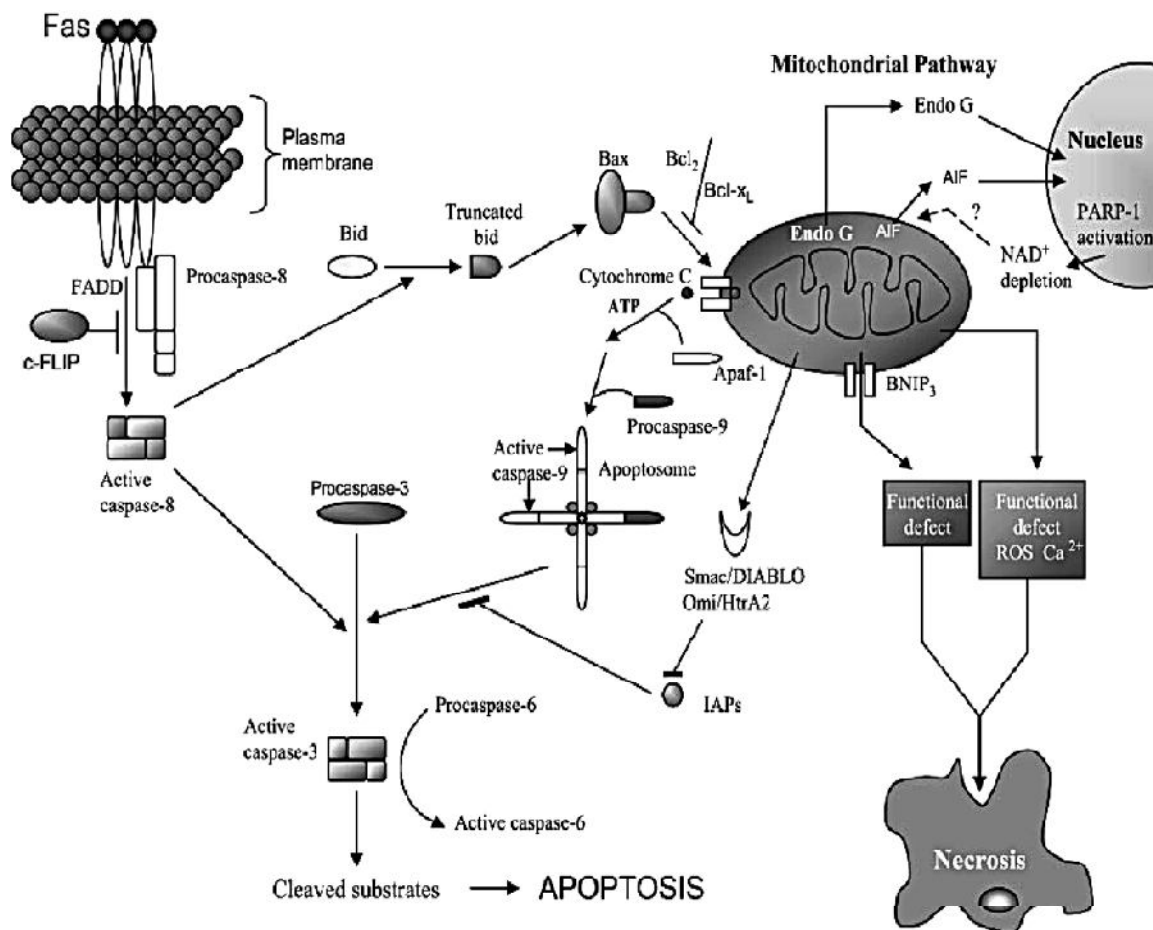 Fas
Plasma
membrane
FADD
Procaspase-8
c-FLIP
Active
caspase-8
Bid
Truncated
bid
Bax
Bcl2
Bcl-xL
Mitochondrial Pathway
Endo G
Nucleus
AIF
PARP-1
activation
?
NAD+
depletion
Endo G
AIF
Cytochrome C
ATP
Apaf-1
BNIP3
Procaspase-9
Active
caspase-9
Apoptosome
Procaspase-3
Smac/DIABLO
Omi/HtrA2
IAPs
Functional
defect
Functional
defect
ROS Ca2+
Procaspase-6
Active
caspase-3
Active caspase-6
Cleaved substrates
APOPTOSIS
Necrosis